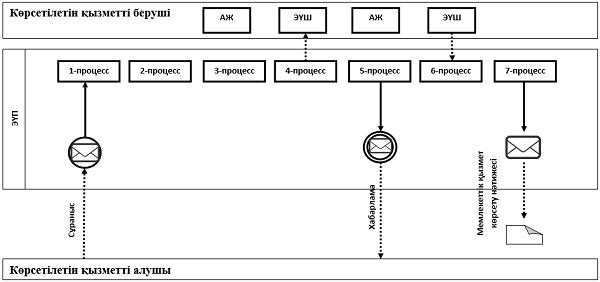 Көрсетілетін қызметті беруші
АЖ
ЭҮШ
АЖ
ЭҮШ
ЭҮП
1-процесс
2-процесс
3-процесс
4-процесс
5-процесс
6-процесс
7-процесс
Сұраныс
Хабарлама
Мемлекеттік қызмет
көрсету нәтижесі
Көрсетілетін қызметті алушы